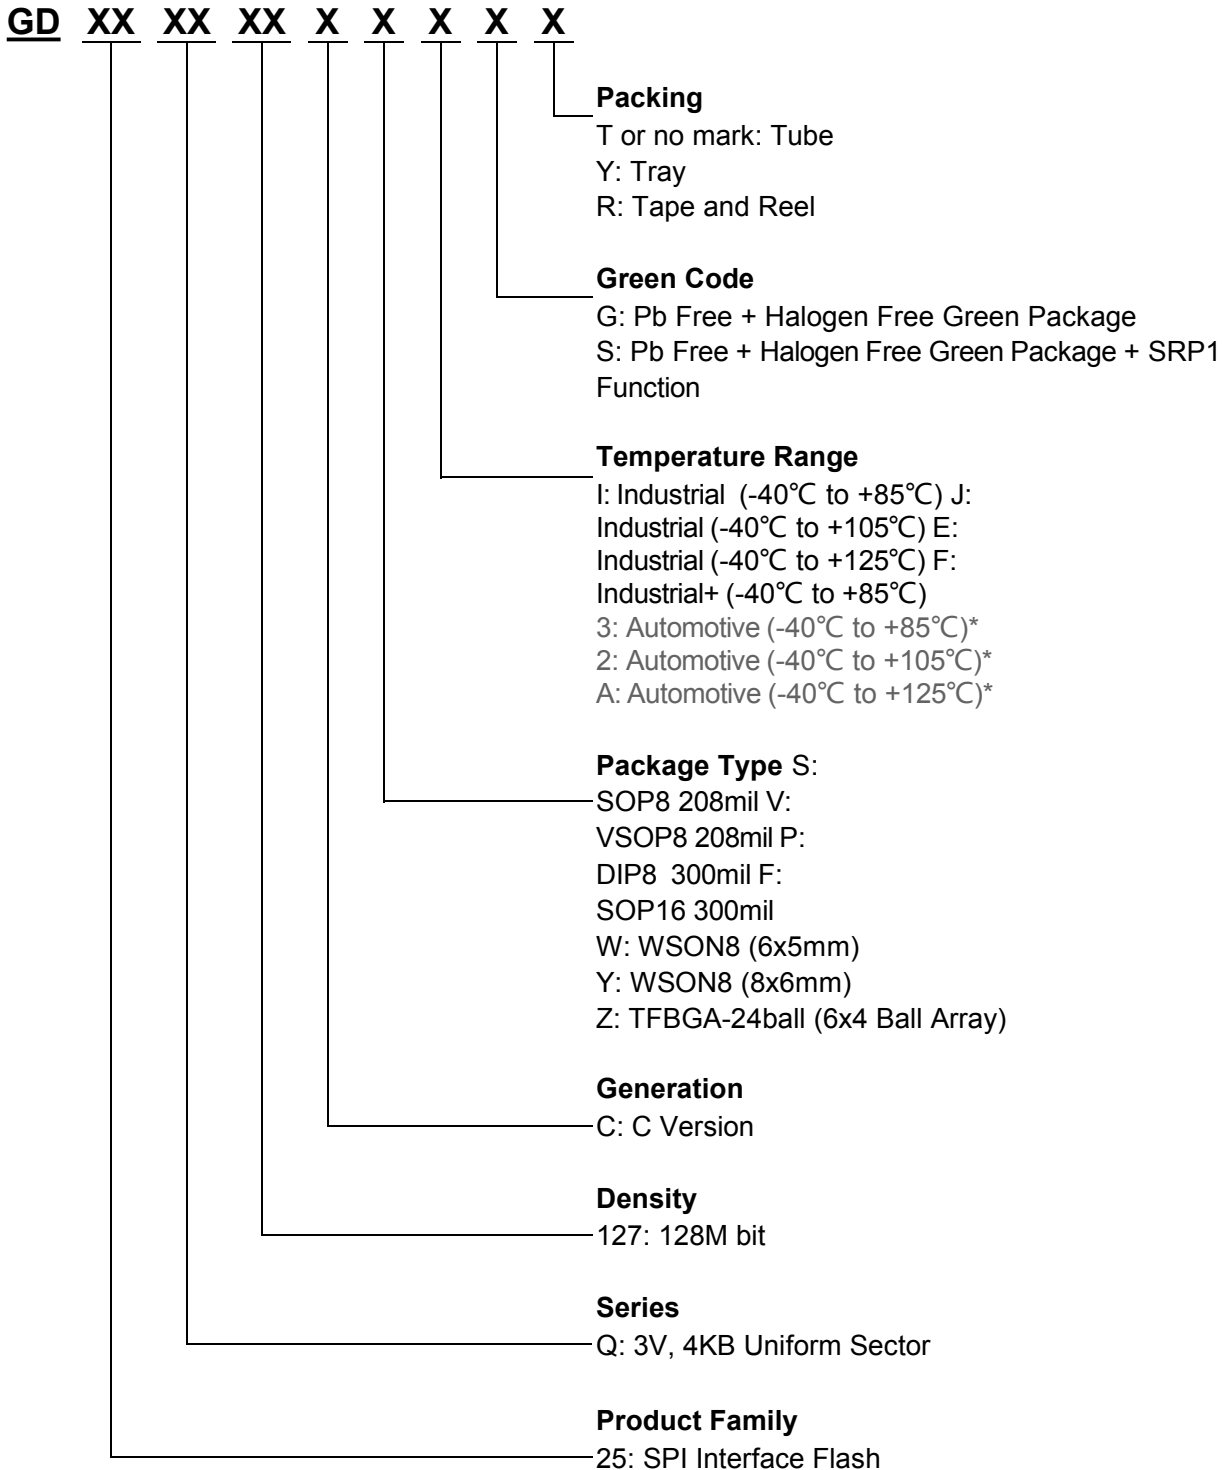 GD XX XX XX X X X X X
Packing
T or no mark: Tube
Y: Tray
R: Tape and Reel
Green Code
G: Pb Free + Halogen Free Green Package
S: Pb Free + Halogen Free Green Package + SRP1
Function
Temperature Range
I: Industrial (-40℃ to +85℃) J:
Industrial (-40℃ to +105℃) E:
Industrial (-40℃ to +125℃) F:
Industrial+ (-40℃ to +85℃)
3: Automotive (-40℃ to +85℃)*
2: Automotive (-40℃ to +105℃)*
A: Automotive (-40℃ to +125℃)*
Package Type S:
SOP8 208mil V:
VSOP8 208mil P:
DIP8 300mil F:
SOP16 300mil
W: WSON8 (6x5mm)
Y: WSON8 (8x6mm)
Z: TFBGA-24ball (6x4 Ball Array)
Generation
C: C Version
Density
127: 128M bit
Series
Q: 3V, 4KB Uniform Sector
Product Family
25: SPI Interface Flash